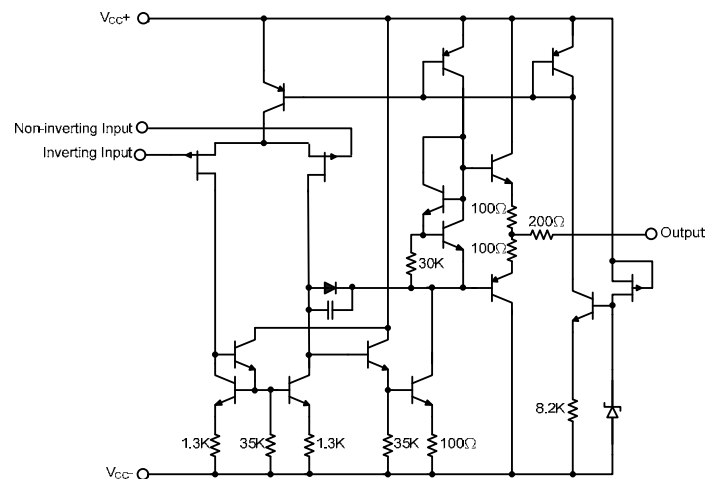 VCC+
Non-inverting Input
Inverting Input
100Ω
200Ω
Output
100Ω
30K
8.2K
1.3K
35K
1.3K
35K
100Ω
VCC-